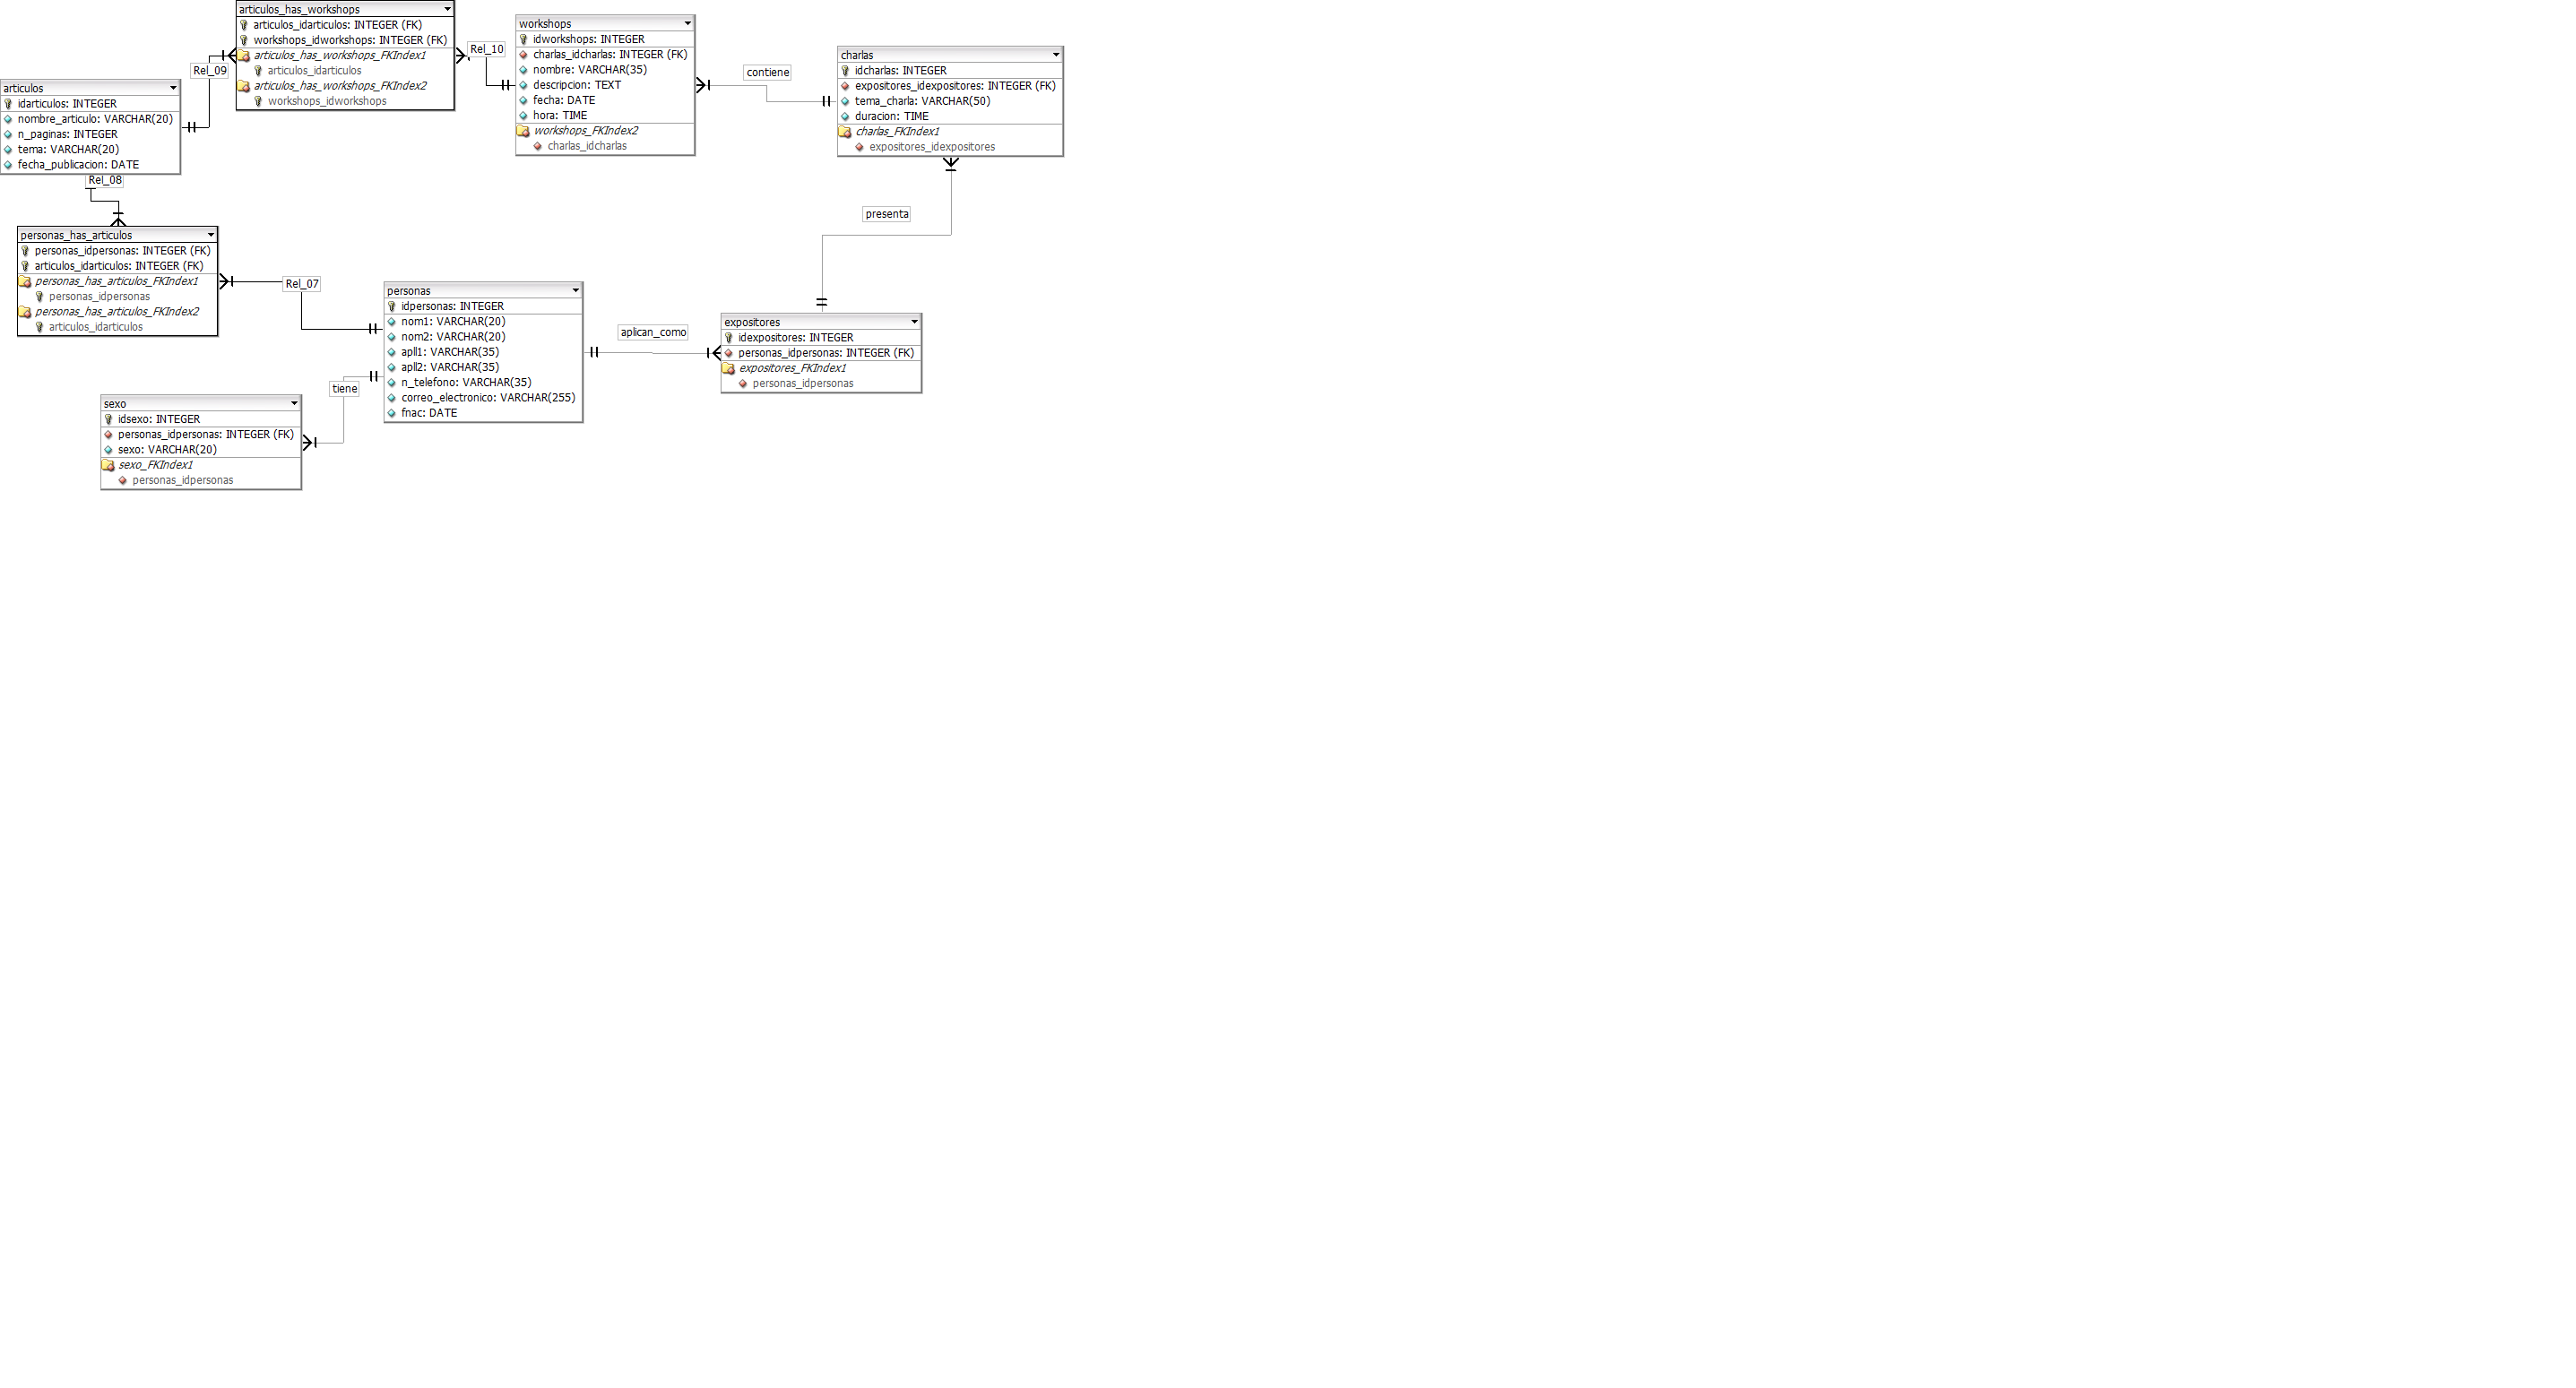 articulos_has_workshops
articulos_idarticulos: INTEGER (FK)
workshops_idworkshops: INTEGER (FK)
articulos_has_workshops_FKIndex1
articulos_idarticulos
articulos_has_workshops_FKIndex2
workshops_idworkshops
Rel_09
Rel_10
workshops
idworkshops: INTEGER
charlas_idcharlas: INTEGER (FK)
nombre: VARCHAR(35)
descripcion: TEXT
fecha: DATE
hora: TIME
workshops_FKIndex2
charlas_idcharlas
contiene
charlas
idcharlas: INTEGER
expositores_idexpositores: INTEGER (FK)
tema_charla: VARCHAR(50)
duracion: TIME
charlas_FKIndex1
expositores_idexpositores
articulos
idarticulos: INTEGER
nombre_articulo: VARCHAR(20)
n_paginas: INTEGER
tema: VARCHAR(20)
fecha_publicacion: DATE
Rel_08
presenta
personas_has_articulos
personas_idpersonas: INTEGER (FK)
articulos_idarticulos: INTEGER (FK)
personas_has_articulos_FKIndex1
personas_idpersonas
personas_has_articulos_FKIndex2
articulos_idarticulos
Rel_07
personas
idpersonas: INTEGER
nom1: VARCHAR(20)
nom2: VARCHAR(20)
apll1: VARCHAR(35)
apll2: VARCHAR(35)
n_telefono: VARCHAR(35)
correo_electronico: VARCHAR(255)
fnac: DATE
aplican_como
expositores
idexpositores: INTEGER
personas_idpersonas: INTEGER (FK)
expositores_FKIndex1
personas_idpersonas
tiene
sexo
idsexo: INTEGER
personas_idpersonas: INTEGER (FK)
sexo: VARCHAR(20)
sexo_FKIndex1
personas_idpersonas